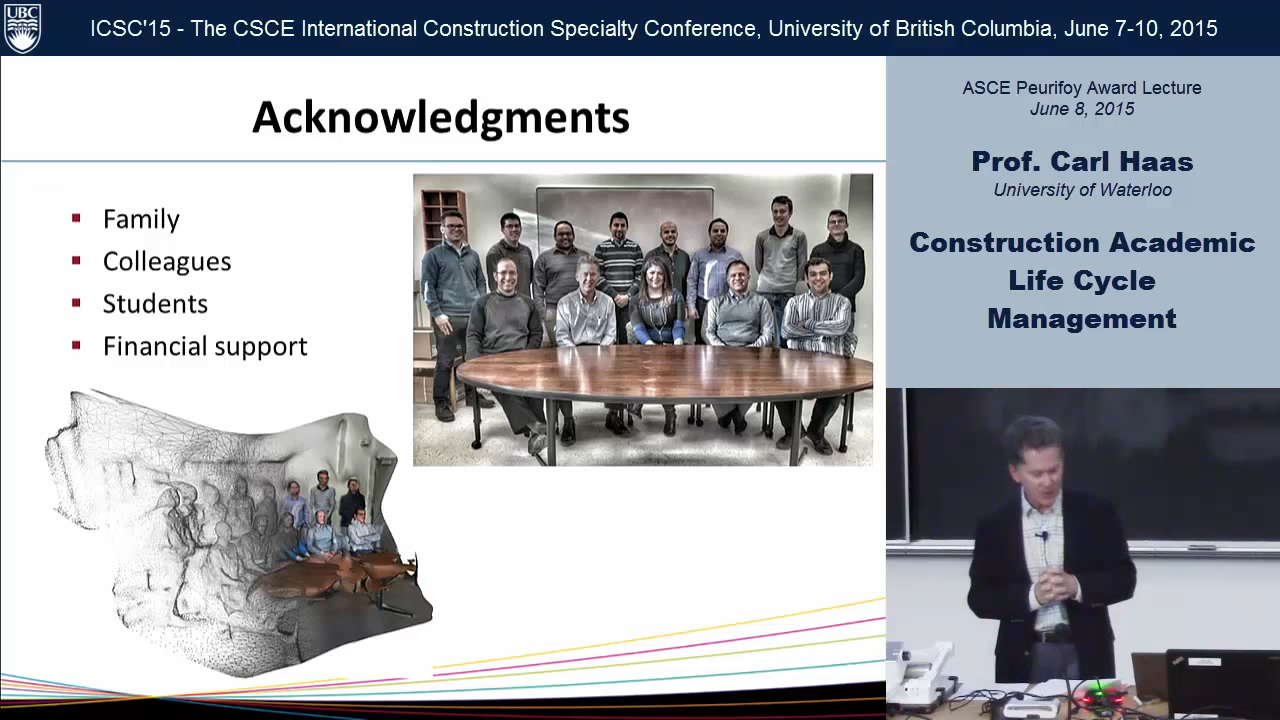 UBC
ICSC'15 - The CSCE International Construction Specialty Conference, University of British Columbia, June 7-10, 2015
Acknowledgments
Family
Colleagues
Students
Financial support
ASCE Peurifoy Award Lecture
June 8, 2015
Prof. Carl Haas
University of Waterloo
Construction Academic
Life Cycle
Management